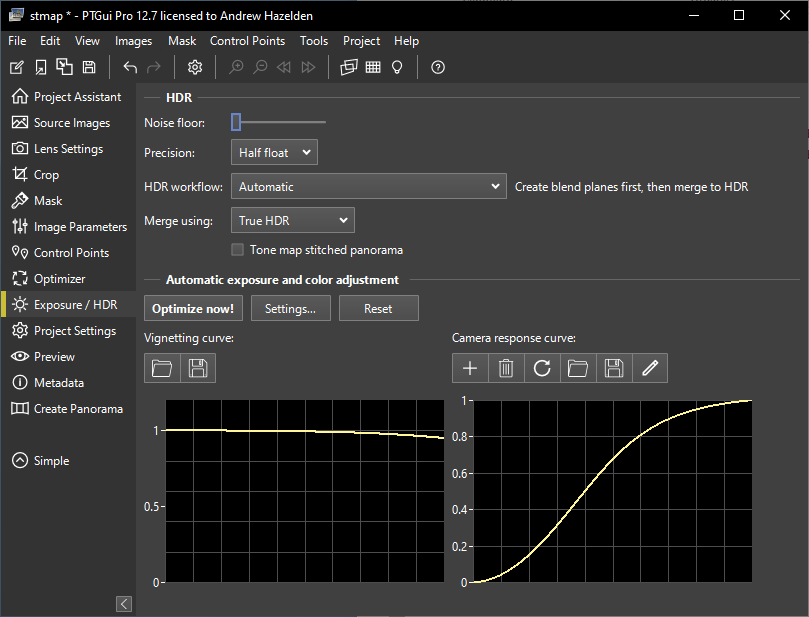 stmap * - PTGui Pro 12.7 licensed to Andrew Hazelden
File Edit View Images Mask Control Points Tools Project Help
Project Assistant
Source Images
Lens Settings
Crop
Mask
Image Parameters
Control Points
Optimizer
Exposure / HDR
Project Settings
Preview
Metadata
Create Panorama
Simple
HDR
Noise floor:
Precision: Half float
HDR workflow: Automatic Create blend planes first, then merge to HDR
Merge using: True HDR
Tone map stitched panorama
Automatic exposure and color adjustment
Optimize now! Settings... Reset
Vignetting curve:
1
0.5
0
Camera response curve:
1
0.8
0.6
0.4
0.2
0